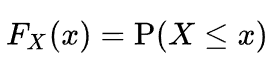 F_X(x) = P(X ≤ x)